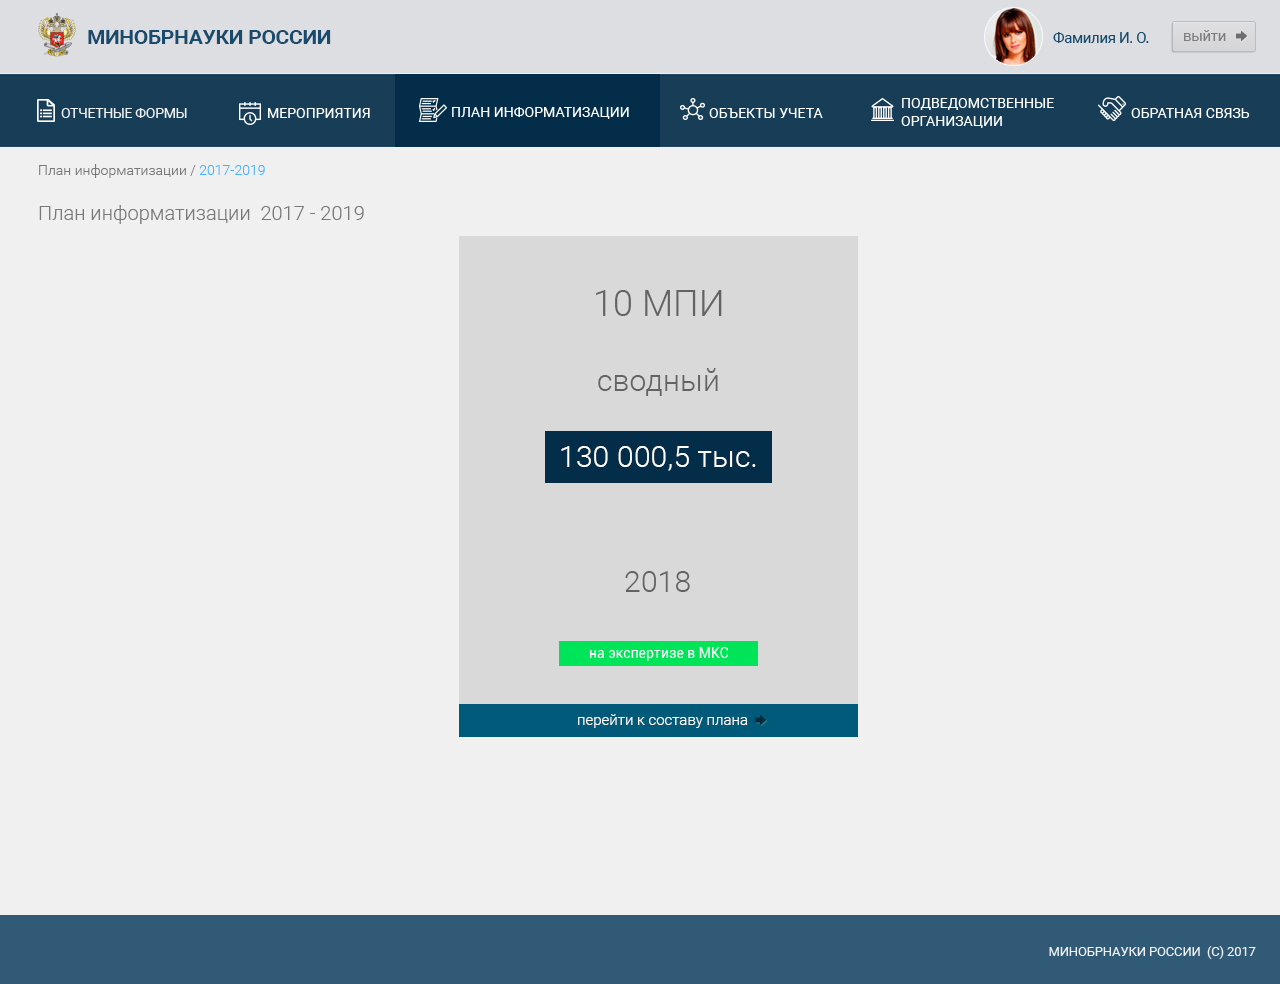 МИНОБРНАУКИ РОССИИ
Фамилия И. О.
выйти
ОТЧЕТНЫЕ ФОРМЫ
МЕРОПРИЯТИЯ
ПЛАН ИНФОРМАТИЗАЦИИ
ОБЪЕКТЫ УЧЕТА
ПОДВЕДОМСТВЕННЫЕ
ОРГАНИЗАЦИИ
ОБРАТНАЯ СВЯЗЬ
План информатизации / 2017-2019
План информатизации 2017 - 2019
10 МПИ
сводный
130 000,5 тыс.
2018
на экспертизе в МКС
перейти к составу плана
МИНОБРНАУКИ РОССИИ (С) 2017